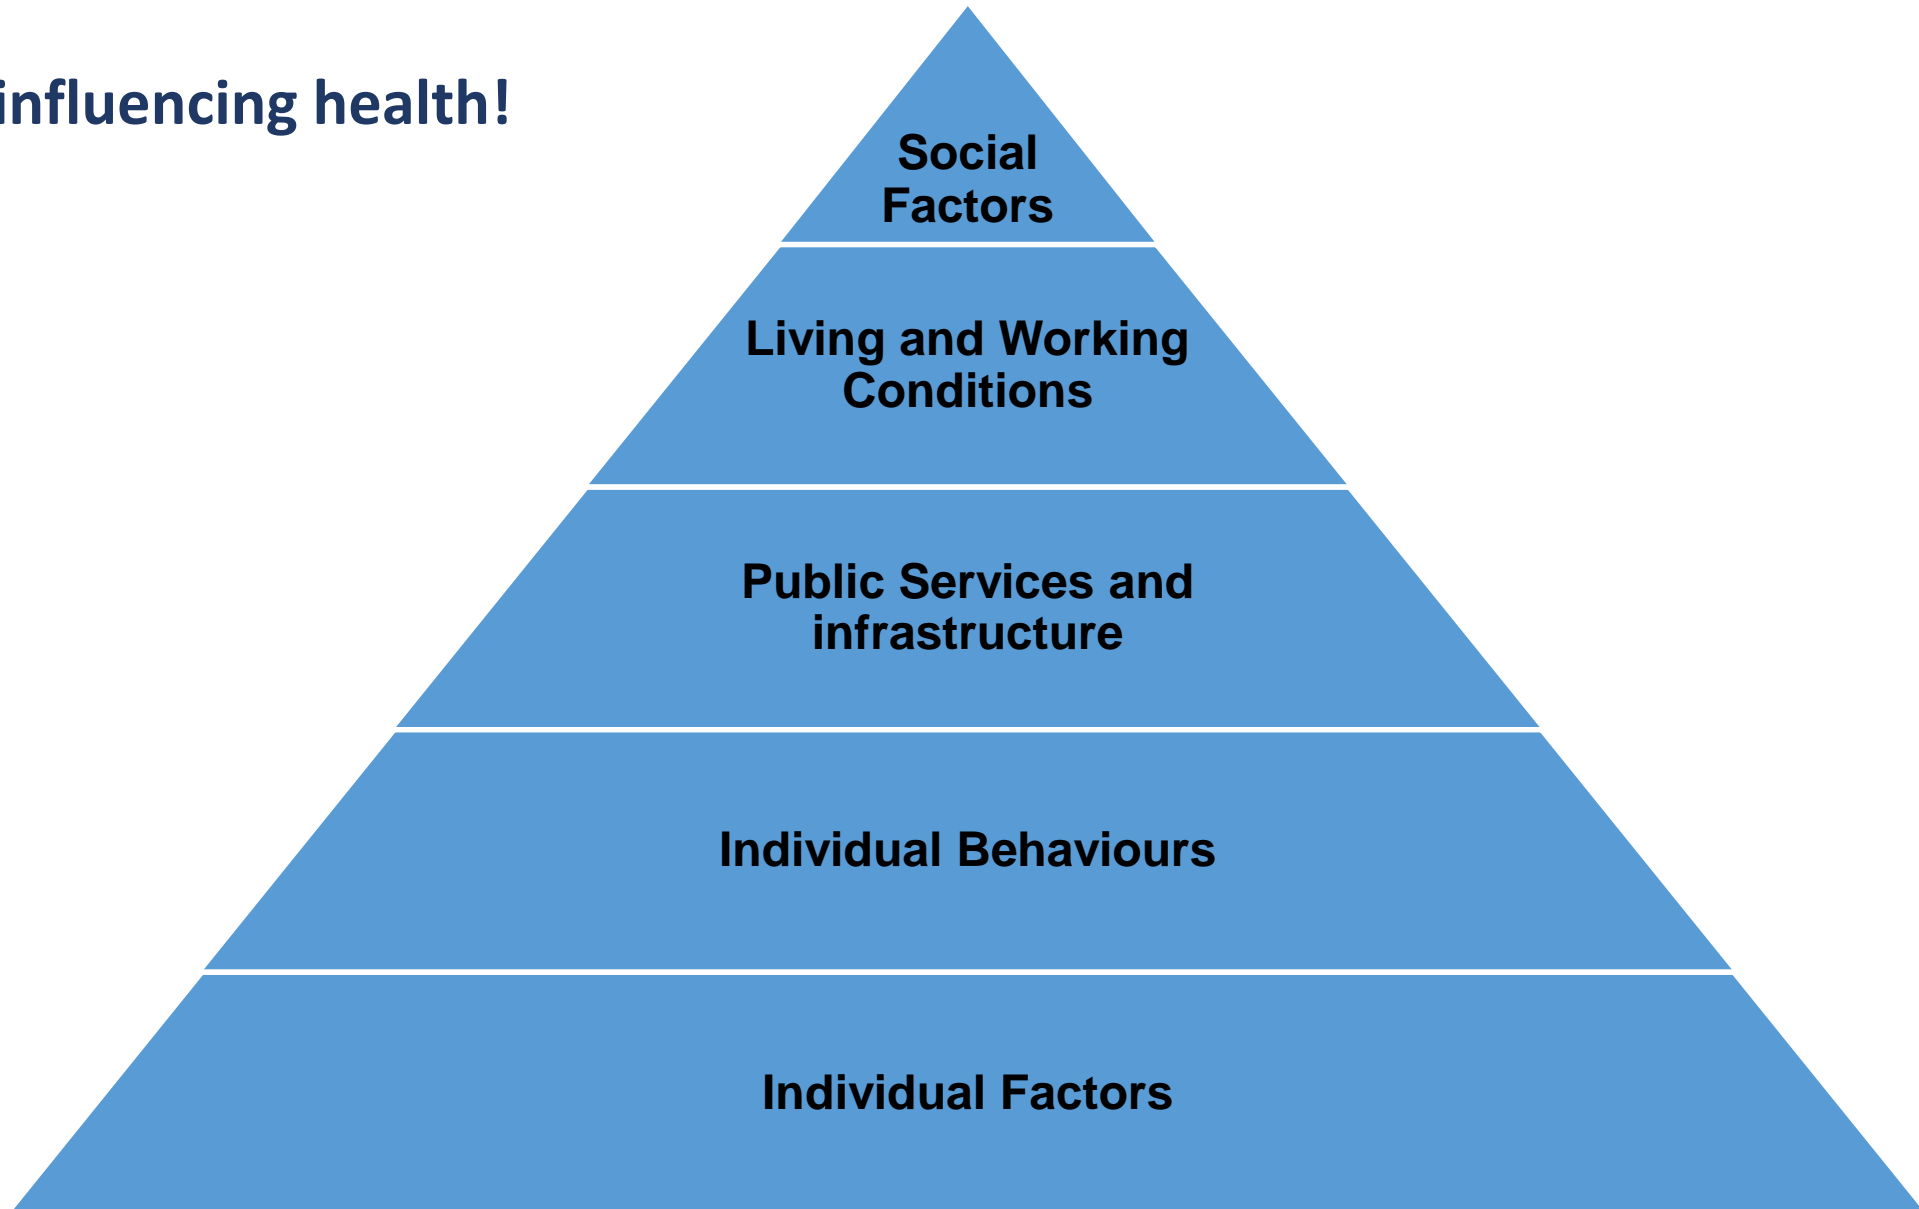 influencing health!
Social
Factors
Living and Working
Conditions
Public Services and
infrastructure
Individual Behaviours
Individual Factors